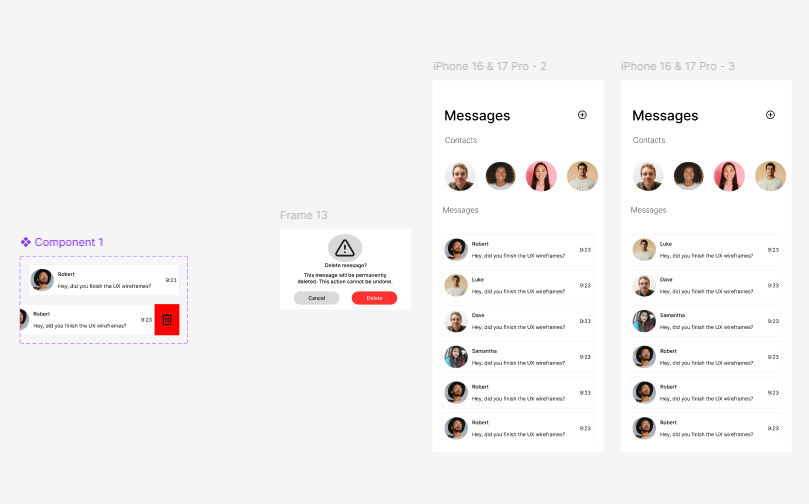 Component 1
Robert
9:23
Hey, did you finish the UX wireframes?
Robert
9:23
Hey, did you finish the UX wireframes?
Frame 13
Delete message?
This message will be permanently
deleted. This action cannot be undone.
Cancel
Delete
iPhone 16 & 17 Pro - 2
Messages
Contacts
Messages
Robert
9:23
Hey, did you finish the UX wireframes?
Luke
9:23
Hey, did you finish the UX wireframes?
Dave
9:23
Hey, did you finish the UX wireframes?
Samantha
9:23
Hey, did you finish the UX wireframes?
Robert
9:23
Hey, did you finish the UX wireframes?
Robert
9:23
Hey, did you finish the UX wireframes?
iPhone 16 & 17 Pro - 3
Messages
Contacts
Messages
Luke
9:23
Hey, did you finish the UX wireframes?
Dave
9:23
Hey, did you finish the UX wireframes?
Samantha
9:23
Hey, did you finish the UX wireframes?
Robert
9:23
Hey, did you finish the UX wireframes?
Robert
9:23
Hey, did you finish the UX wireframes?
Robert
9:23
Hey, did you finish the UX wireframes?